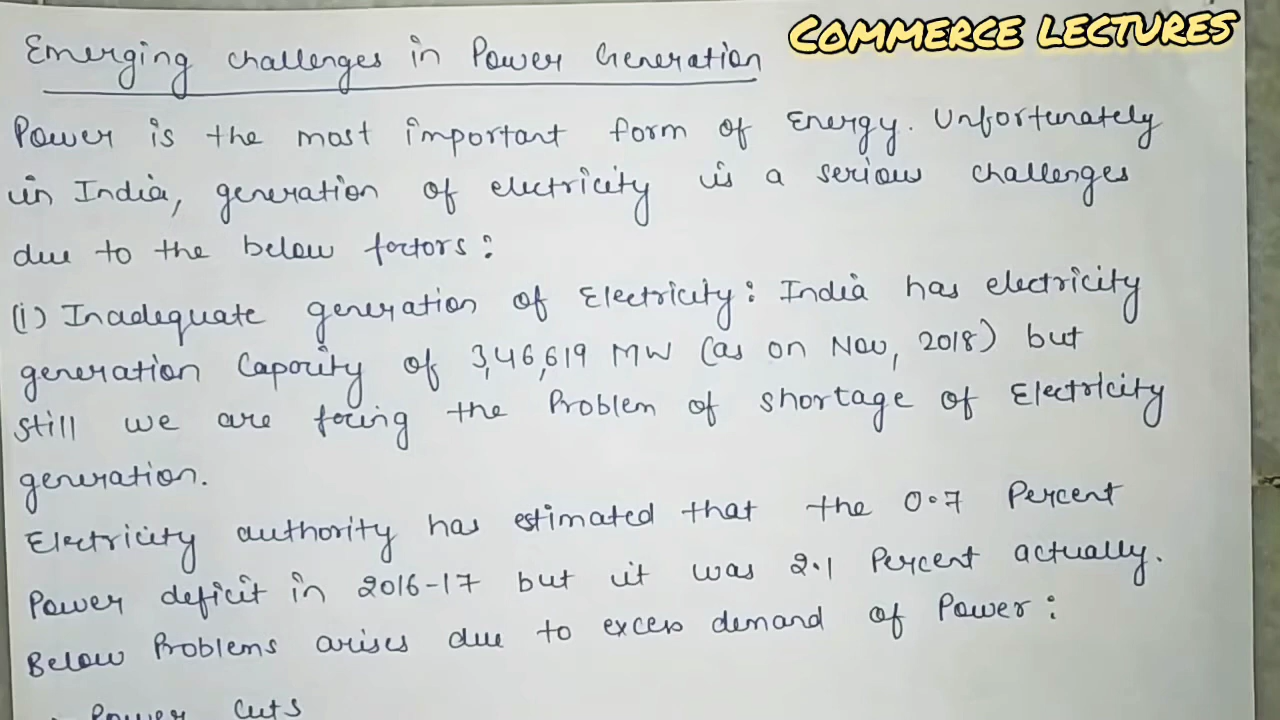 COMMERCE LECTURES
Emerging challenges in Power Generation
Power is the most important form of Energy. Unfortunately
in India, generation of electricity is a serious challenges
due to the below factors:
(i) Inadequate generation of Electricity: India has electricity
generation Capacity of 3,46,619 MW (as on Nov, 2018) but
still we are facing the Problem of shortage of Electricity
generation.
Electricity authority has estimated that the 0.7 Percent
Power deficit in 2016-17 but it was 2.1 Percent actually.
Below Problems arises due to excess demand of Power:
Power cuts